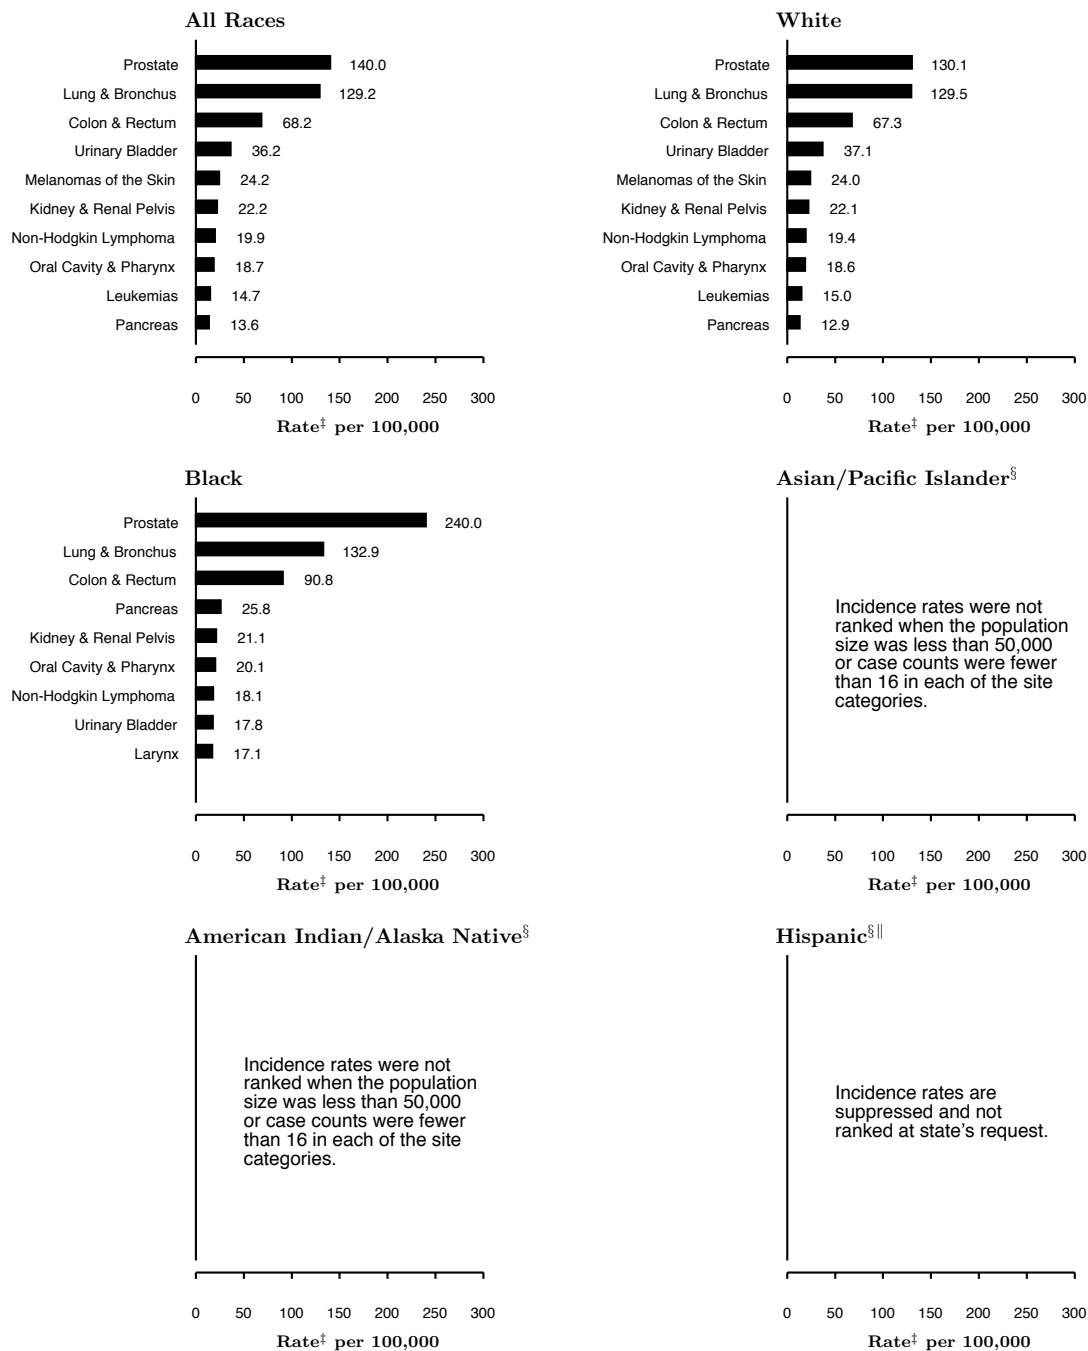 All Races
Prostate 140.0
Lung & Bronchus 129.2
Colon & Rectum 68.2
Urinary Bladder 36.2
Melanomas of the Skin 24.2
Kidney & Renal Pelvis 22.2
Non-Hodgkin Lymphoma 19.9
Oral Cavity & Pharynx 18.7
Leukemias 14.7
Pancreas 13.6
0 50 100 150 200 250 300
Rate‡ per 100,000
White
Prostate 130.1
Lung & Bronchus 129.5
Colon & Rectum 67.3
Urinary Bladder 37.1
Melanomas of the Skin 24.0
Kidney & Renal Pelvis 22.1
Non-Hodgkin Lymphoma 19.4
Oral Cavity & Pharynx 18.6
Leukemias 15.0
Pancreas 12.9
0 50 100 150 200 250 300
Rate‡ per 100,000
Black
Prostate 240.0
Lung & Bronchus 132.9
Colon & Rectum 90.8
Pancreas 25.8
Kidney & Renal Pelvis 21.1
Oral Cavity & Pharynx 20.1
Non-Hodgkin Lymphoma 18.1
Urinary Bladder 17.8
Larynx 17.1
0 50 100 150 200 250 300
Rate‡ per 100,000
Asian/Pacific Islander§
Incidence rates were not
ranked when the population
size was less than 50,000
or case counts were fewer
than 16 in each of the site
categories.
0 50 100 150 200 250 300
Rate‡ per 100,000
American Indian/Alaska Native§
Incidence rates were not
ranked when the population
size was less than 50,000
or case counts were fewer
than 16 in each of the site
categories.
0 50 100 150 200 250 300
Rate‡ per 100,000
Hispanic§‖
Incidence rates are
suppressed and not
ranked at state's request.
0 50 100 150 200 250 300
Rate‡ per 100,000